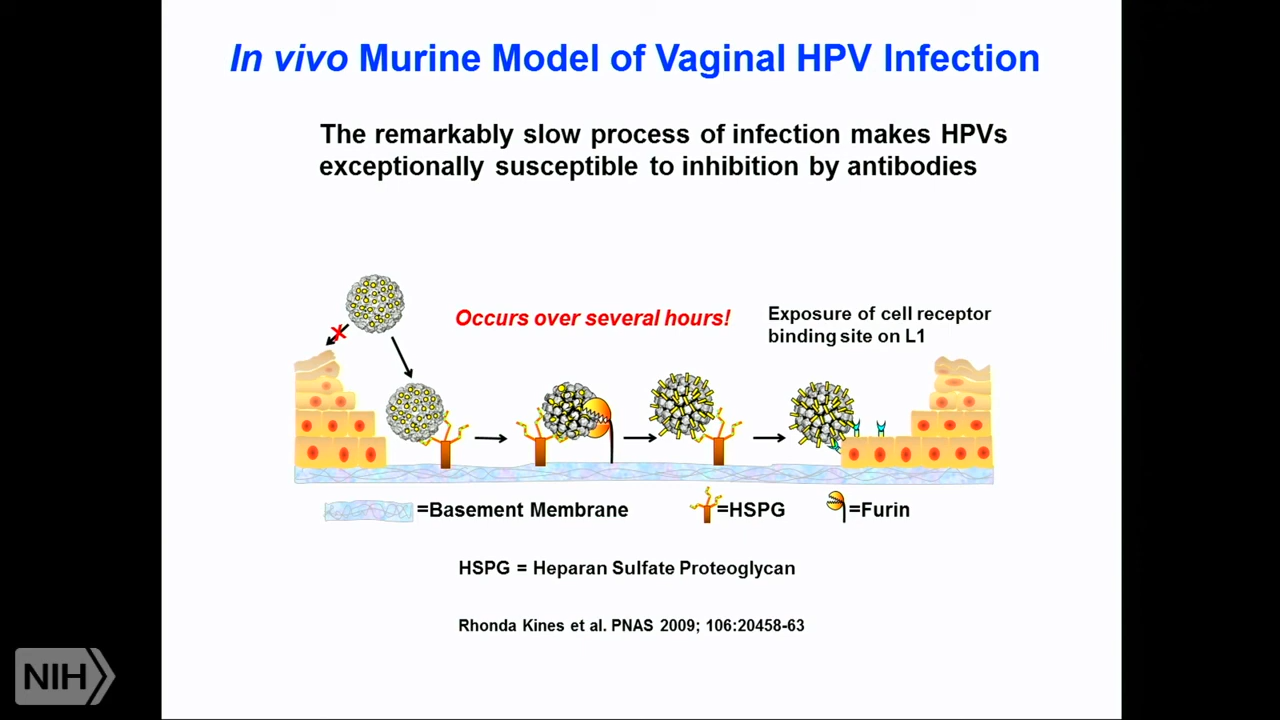 In vivo Murine Model of Vaginal HPV Infection
The remarkably slow process of infection makes HPVs
exceptionally susceptible to inhibition by antibodies
Occurs over several hours!
Exposure of cell receptor
binding site on L1
x
=Basement Membrane
=HSPG
=Furin
HSPG = Heparan Sulfate Proteoglycan
Rhonda Kines et al. PNAS 2009; 106:20458-63
NIH